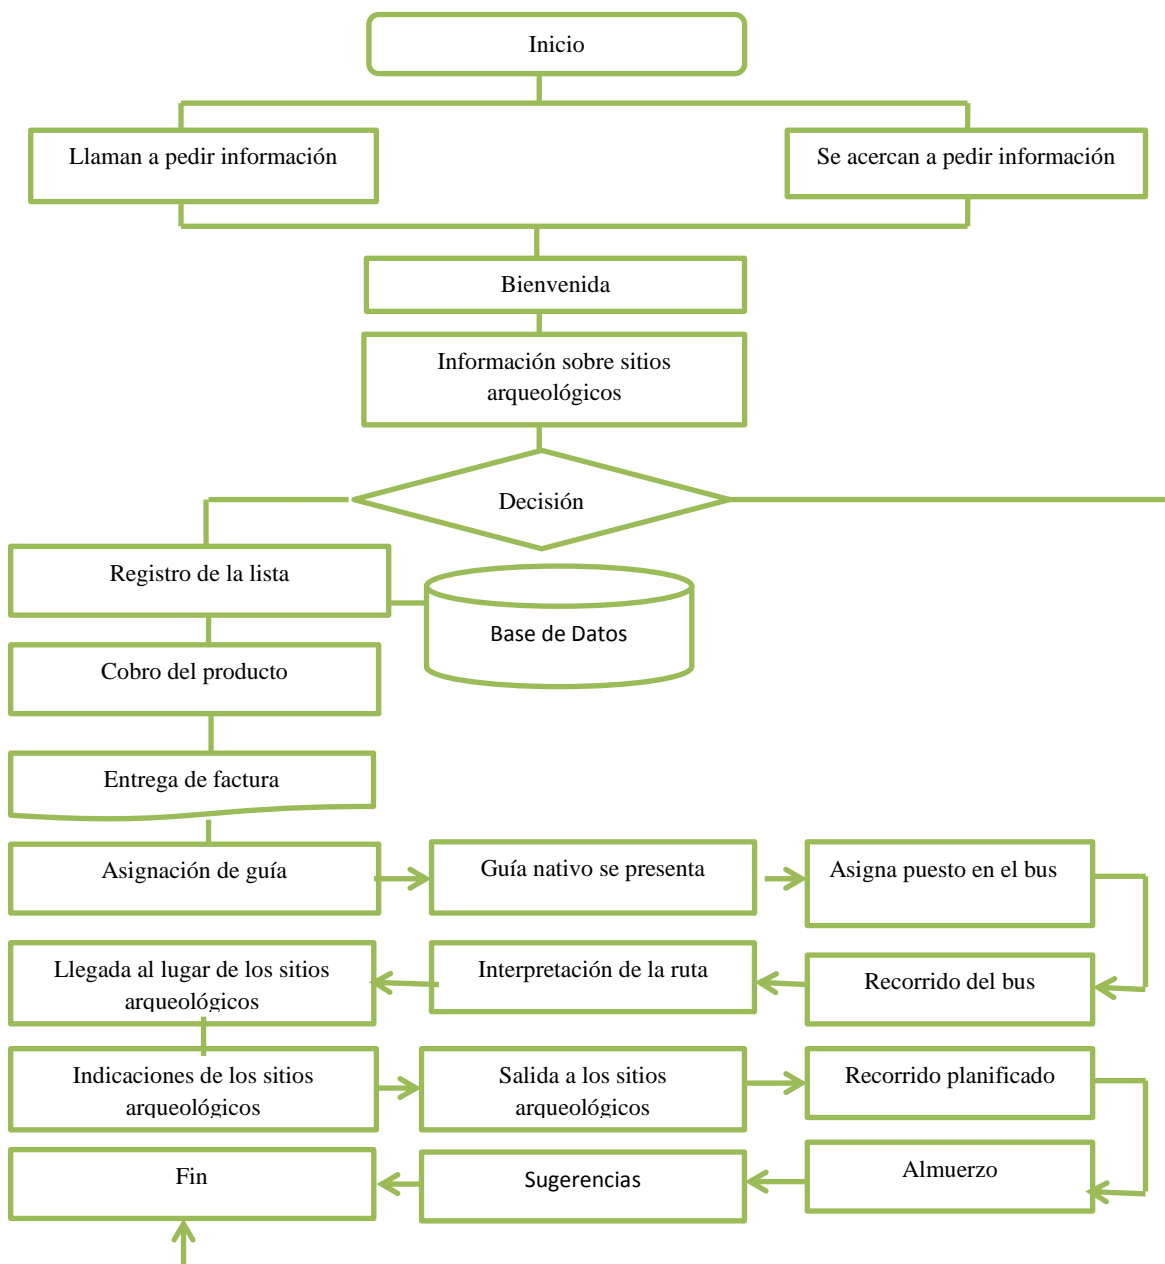 Inicio
Llaman a pedir información
Se acercan a pedir información
Bienvenida
Información sobre sitios
arqueológicos
Decisión
Registro de la lista
Base de Datos
Cobro del producto
Entrega de factura
Asignación de guía
Guía nativo se presenta
Asigna puesto en el bus
Llegada al lugar de los sitios
arqueológicos
Interpretación de la ruta
Recorrido del bus
Indicaciones de los sitios
arqueológicos
Salida a los sitios
arqueológicos
Recorrido planificado
Fin
Sugerencias
Almuerzo